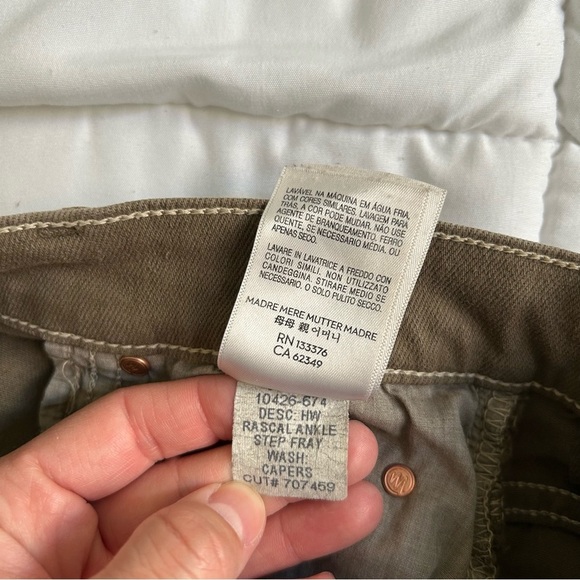 LAVÁVEL NA MÁQUINA EM ÁGUA FRIA,
COM CORES SIMILARES. LAVAGEM PARA
TRÁS, A COR PODE MUDAR. NÃO USE
AGENTE DE BRANQUEAMENTO. FERRO
QUENTE, SE NECESSÁRIO MÉDIA, OU
APENAS SECO.
LAVARE IN LAVATRICE A FREDDO CON
COLORI SIMILI. NON UTILIZZARE
CANDEGGINA. STIRARE MEDIO SE
NECESSARIO, O SOLO PULITO SECCO.
MADRE MERE MUTTER MADRE
母母 親 어머니
RN 133376
CA 62349
10426-674
DESC: HW
RASCAL ANKLE
STEP FRAY
WASH:
CAPERS
CUT# 707459